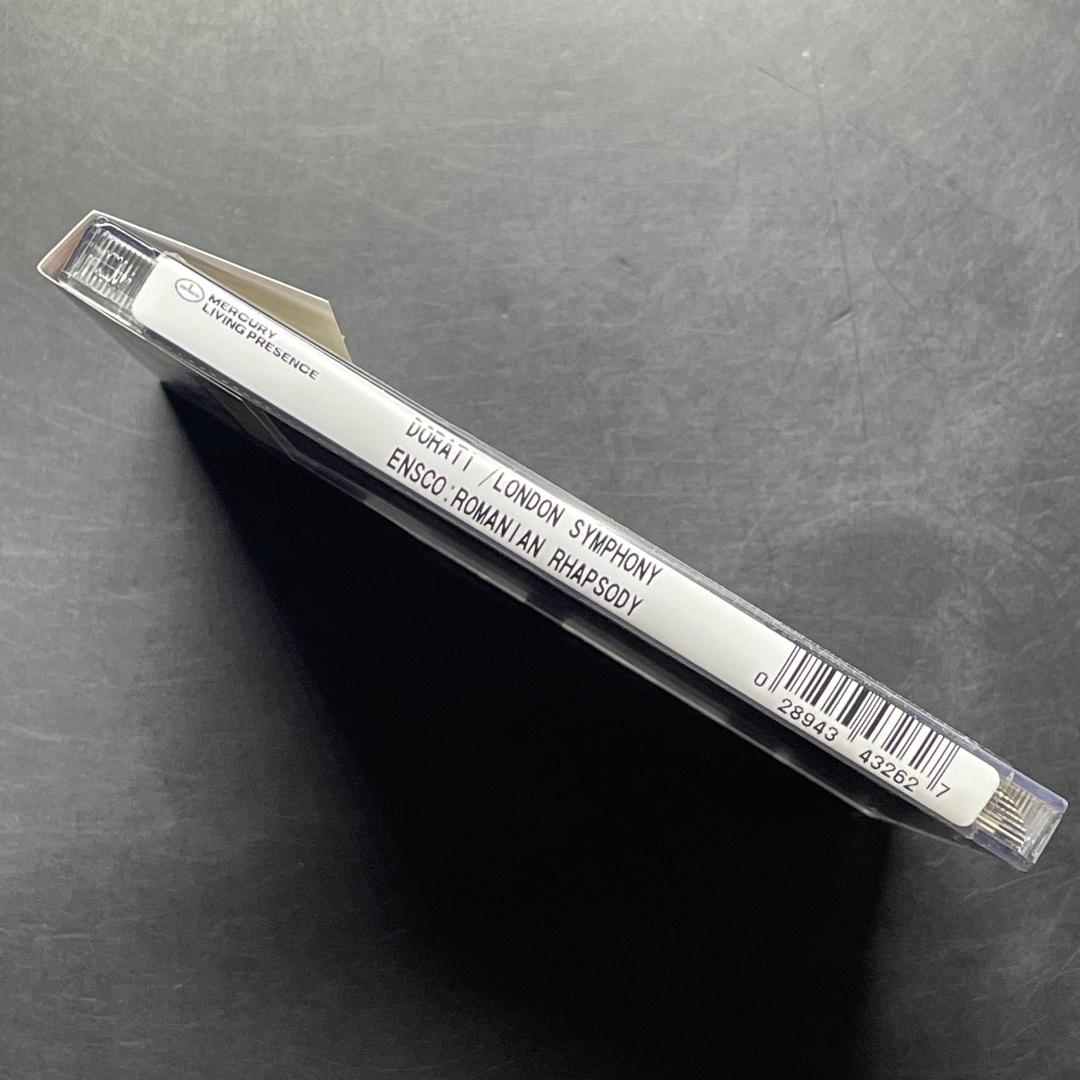 MERCURY
LIVING PRESENCE
DORATI /LONDON SYMPHONY
ENSCO:ROMANIAN RHAPSODY
0 28943 43262 7